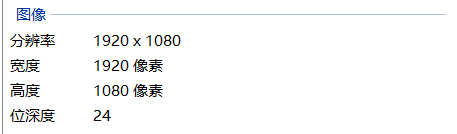 图像
分辨率 1920 x 1080
宽度 1920 像素
高度 1080 像素
位深度 24